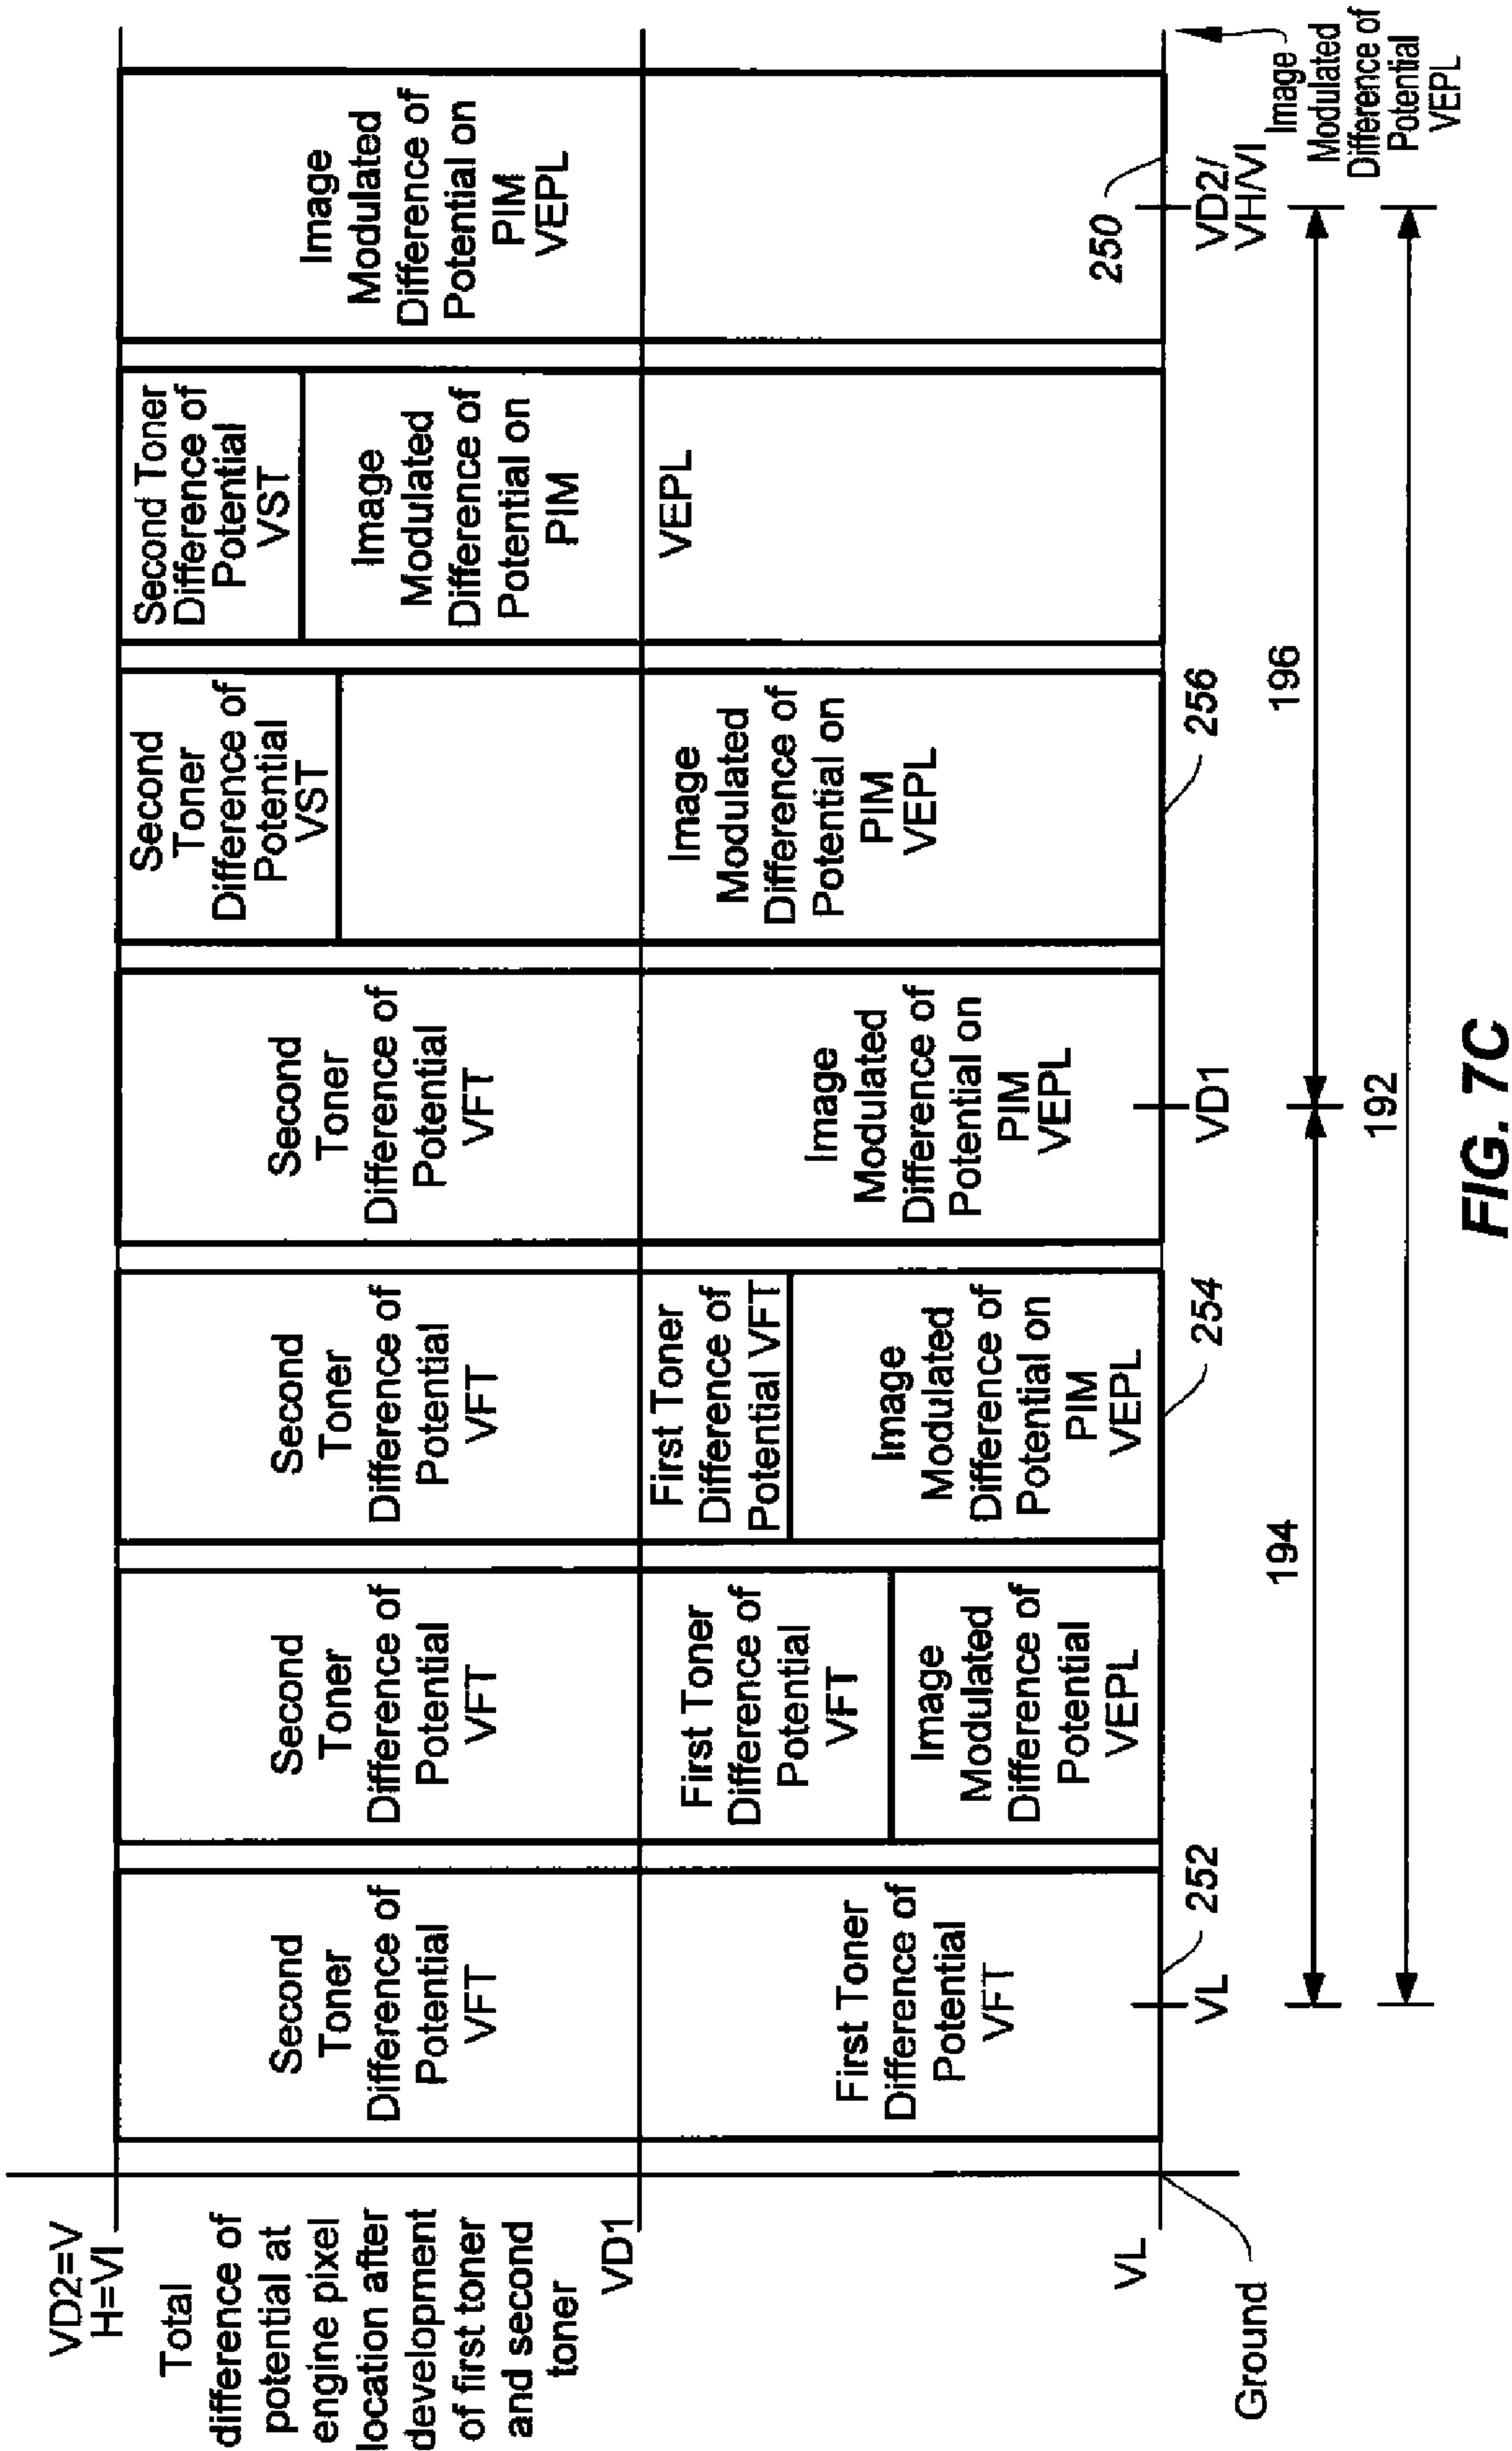 VD2=V
H=VI
Total
difference of
potential at
engine pixel
location after
development
of first toner
and second
toner
VD1
VL
Ground
Second
Toner
Difference of
Potential
VFT
First Toner
Difference of
Potential
VFT
VL
252
Second
Toner
Difference of
Potential
VFT
First Toner
Difference of
Potential
VFT
Image
Modulated
Difference of
Potential
VEPL
Second
Toner
Difference of
Potential
VFT
First Toner
Difference of
Potential VFT
Image
Modulated
Difference of
Potential on
PIM
VEPL
254
Second
Toner
Difference of
Potential
VFT
Image
Modulated
Difference of
Potential on
PIM
VEPL
VD1
Second
Toner
Difference of
Potential
VST
Image
Modulated
Difference of
Potential on
PIM
VEPL
256
Second Toner
Difference of
Potential
VST
Image
Modulated
Difference of
Potential on
PIM
VEPL
Image
Modulated
Difference of
Potential on
PIM
VEPL
250
VD2/
VH/VI
Image
Modulated
Difference of
Potential
VEPL
194
196
192
FIG. 7C